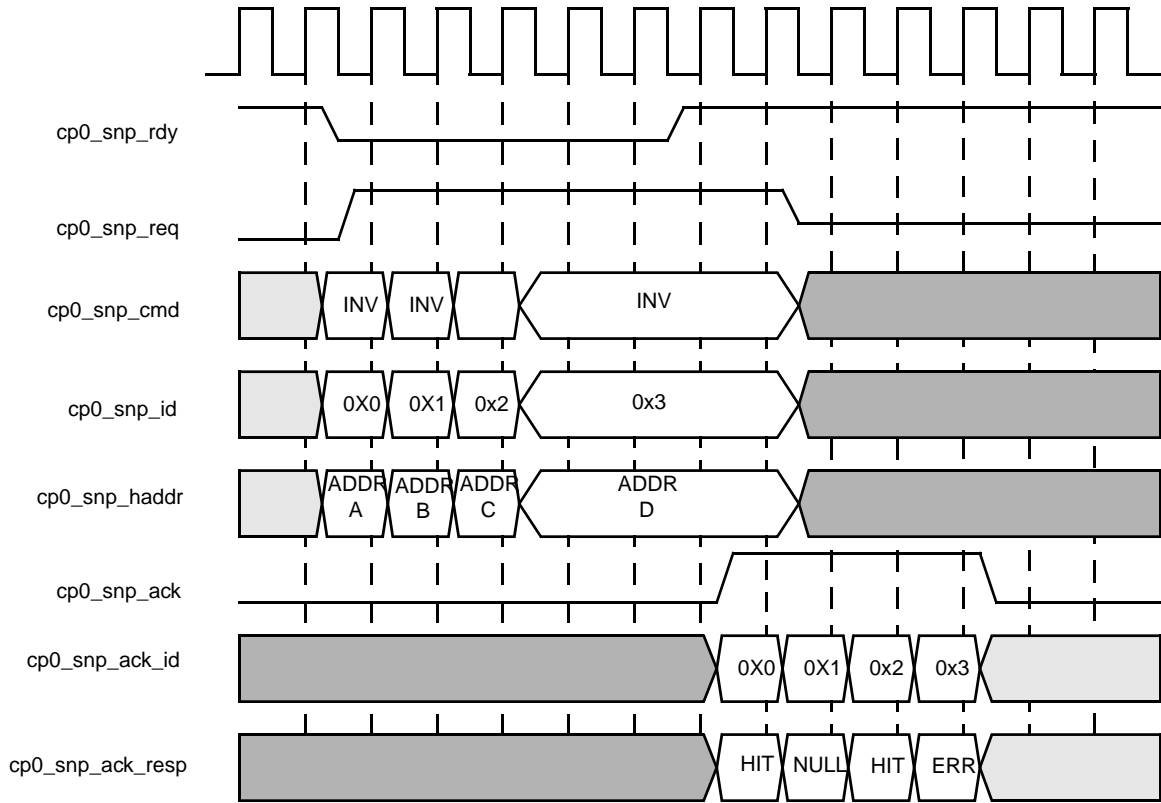 cp0_snp_rdy
cp0_snp_req
cp0_snp_cmd
INV
INV
INV
cp0_snp_id
0X0
0X1
0x2
0x3
cp0_snp_haddr
ADDR
A
ADDR
B
ADDR
C
ADDR
D
cp0_snp_ack
cp0_snp_ack_id
0X0
0X1
0x2
0x3
cp0_snp_ack_resp
HIT
NULL
HIT
ERR